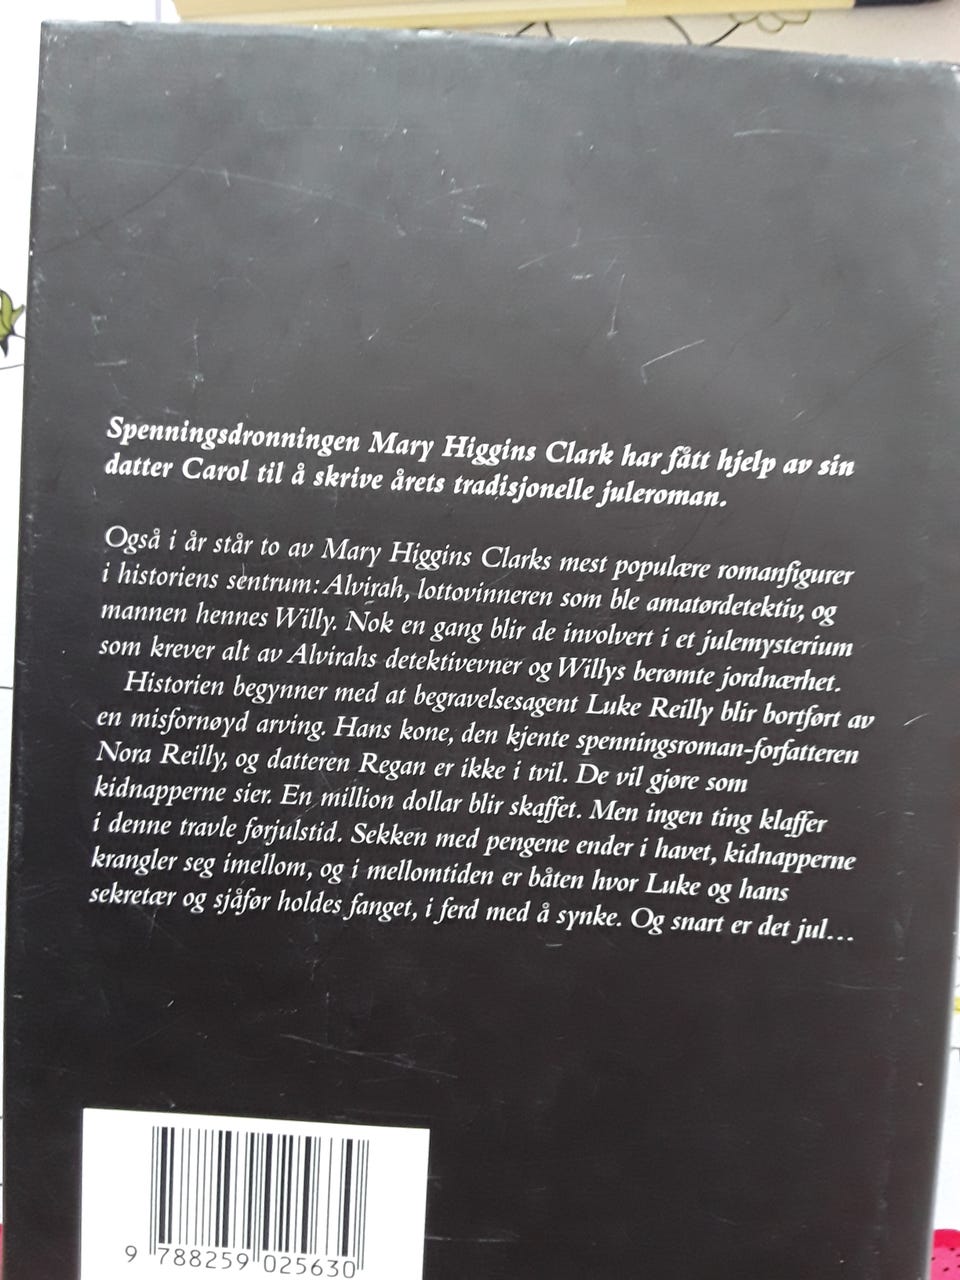 Spenningsdronningen Mary Higgins Clark har fått hjelp av sin
datter Carol til å skrive årets tradisjonelle juleroman.
Også i år står to av Mary Higgins Clarks mest populære romanfigurer
i historiens sentrum: Alvirah, lottovinneren som ble amatørdetektiv, og
mannen hennes Willy. Nok en gang blir de involvert i et julemysterium
som krever alt av Alvirahs detektivevner og Willys berømte jordnærhet.
Historien begynner med at begravelsesagent Luke Reilly blir bortført av
en misfornøyd arving. Hans kone, den kjente spenningsroman-forfatteren
Nora Reilly, og datteren Regan er ikke i tvil. De vil gjøre som
kidnapperne sier. En million dollar blir skaffet. Men ingen ting klaffer
i denne travle førjulstid. Sekken med pengene ender i havet, kidnapperne
krangler seg imellom, og i mellomtiden er båten hvor Luke og hans
sekretær og sjåfør holdes fanget, i ferd med å synke. Og snart er det jul...
9 788259 025630